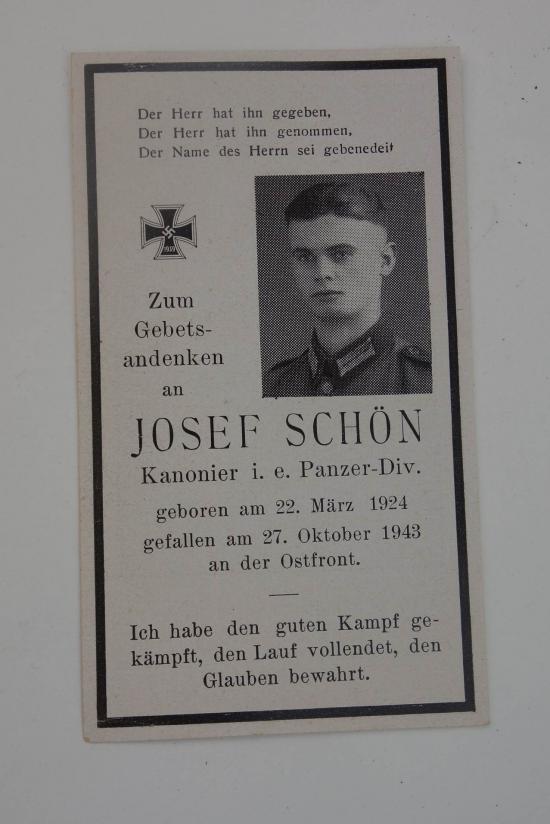 Der Herr hat ihn gegeben,
Der Herr hat ihn genommen,
Der Name des Herrn sei gebenedeit
1939
Zum
Gebets-
andenken
an
JOSEF SCHÖN
Kanonier i. e. Panzer-Div.
geboren am 22. März 1924
gefallen am 27. Oktober 1943
an der Ostfront.
Ich habe den guten Kampf ge-
kämpft, den Lauf vollendet, den
Glauben bewahrt.